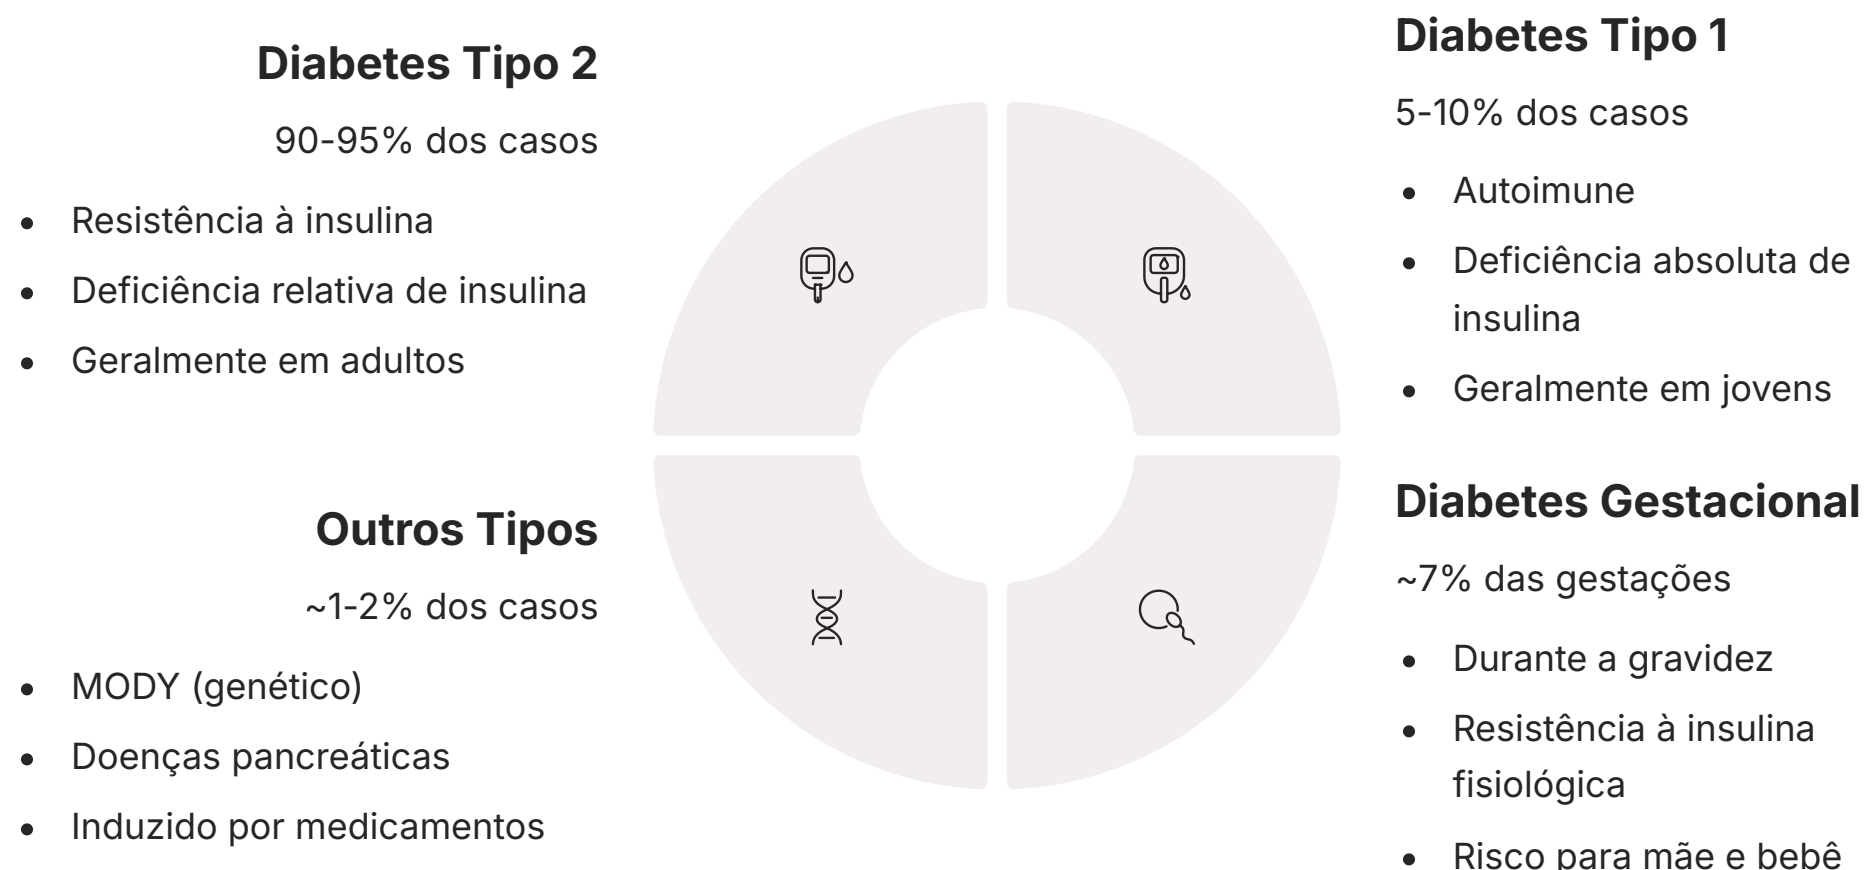 Diabetes Tipo 2
90-95% dos casos
• Resistência à insulina
• Deficiência relativa de insulina
• Geralmente em adultos
Diabetes Tipo 1
5-10% dos casos
• Autoimune
• Deficiência absoluta de
insulina
• Geralmente em jovens
Outros Tipos
~1-2% dos casos
• MODY (genético)
• Doenças pancreáticas
• Induzido por medicamentos
Diabetes Gestacional
~7% das gestações
• Durante a gravidez
• Resistência à insulina
fisiológica
• Risco para mãe e bebê